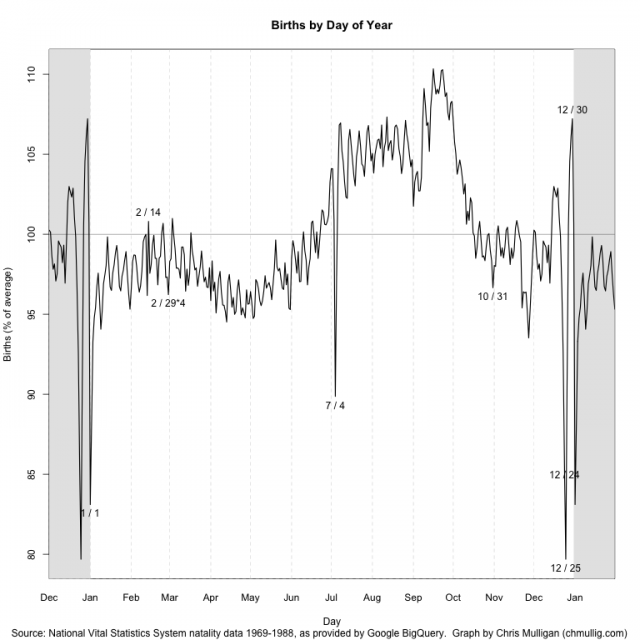 Births by Day of Year
Births (% of average)
110
105
100
95
90
85
80
12 / 30
2 / 14
2 / 29*4
10 / 31
7 / 4
12 / 24
1 / 1
12 / 25
Dec Jan Feb Mar Apr May Jun Jul Aug Sep Oct Nov Dec Jan
Day
Source: National Vital Statistics System natality data 1969-1988, as provided by Google BigQuery. Graph by Chris Mulligan (chmullig.com)